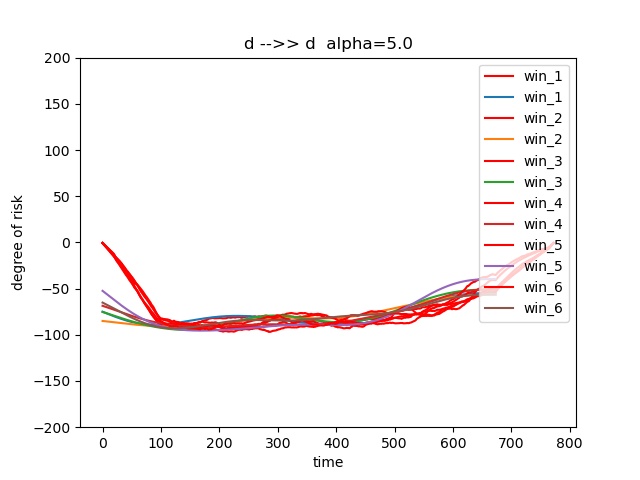 d -->> d  alpha=5.0
degree of risk
200
150
100
50
0
−50
−100
−150
−200
0 100 200 300 400 500 600 700 800
time
win_1
win_1
win_2
win_2
win_3
win_3
win_4
win_4
win_5
win_5
win_6
win_6